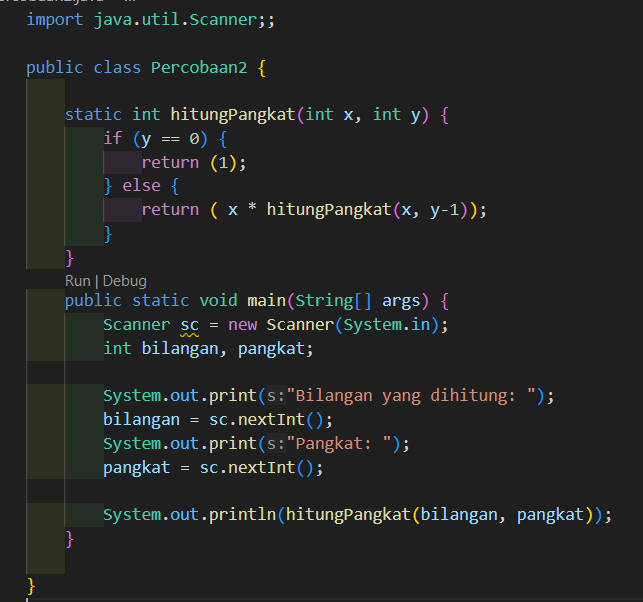 import java.util.Scanner;;
public class Percobaan2 {
static int hitungPangkat(int x, int y) {
if (y == 0) {
return (1);
} else {
return ( x * hitungPangkat(x, y-1));
}
}
Run | Debug
public static void main(String[] args) {
Scanner sc = new Scanner(System.in);
int bilangan, pangkat;
System.out.print(s:"Bilangan yang dihitung: ");
bilangan = sc.nextInt();
System.out.print(s:"Pangkat: ");
pangkat = sc.nextInt();
System.out.println(hitungPangkat(bilangan, pangkat));
}
}